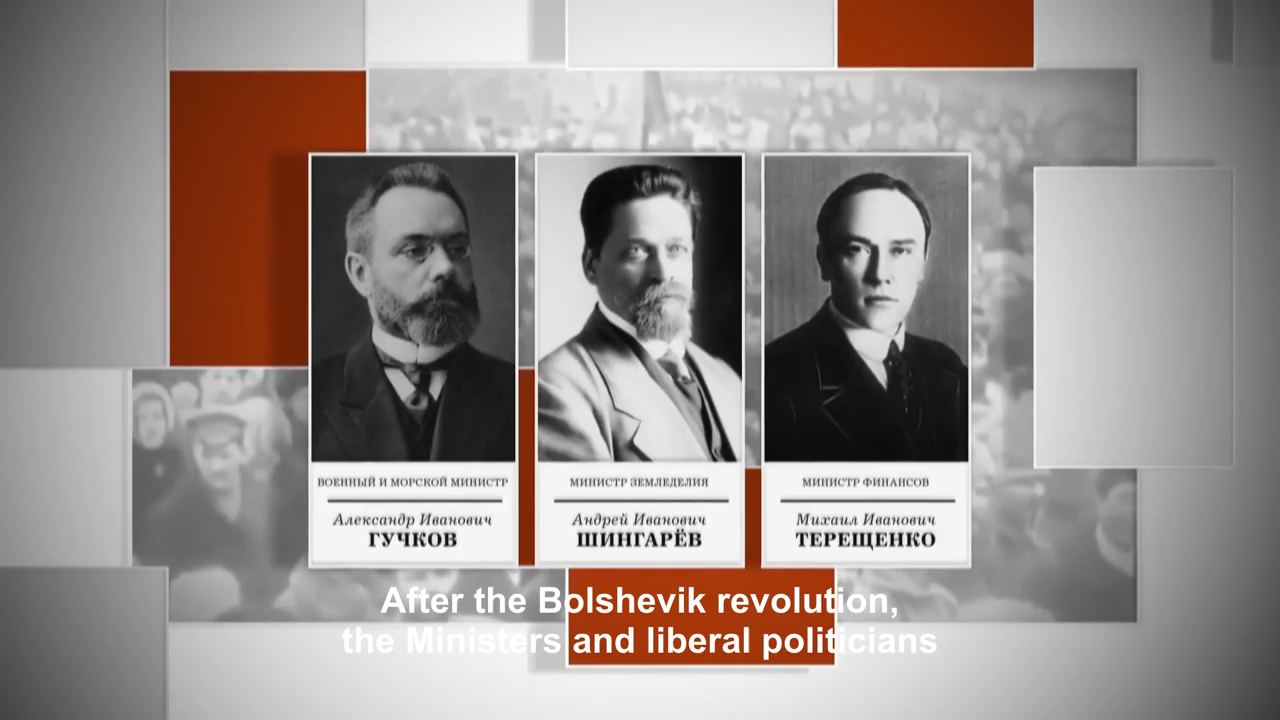 ВОЕННЫЙ И МОРСКОЙ МИНИСТР
Александр Иванович
ГУЧКОВ
МИНИСТР ЗЕМЛЕДЕЛИЯ
Андрей Иванович
ШИНГАРЁВ
МИНИСТР ФИНАНСОВ
Михаил Иванович
ТЕРЕЩЕНКО
After the Bolshevik revolution,
the Ministers and liberal politicians